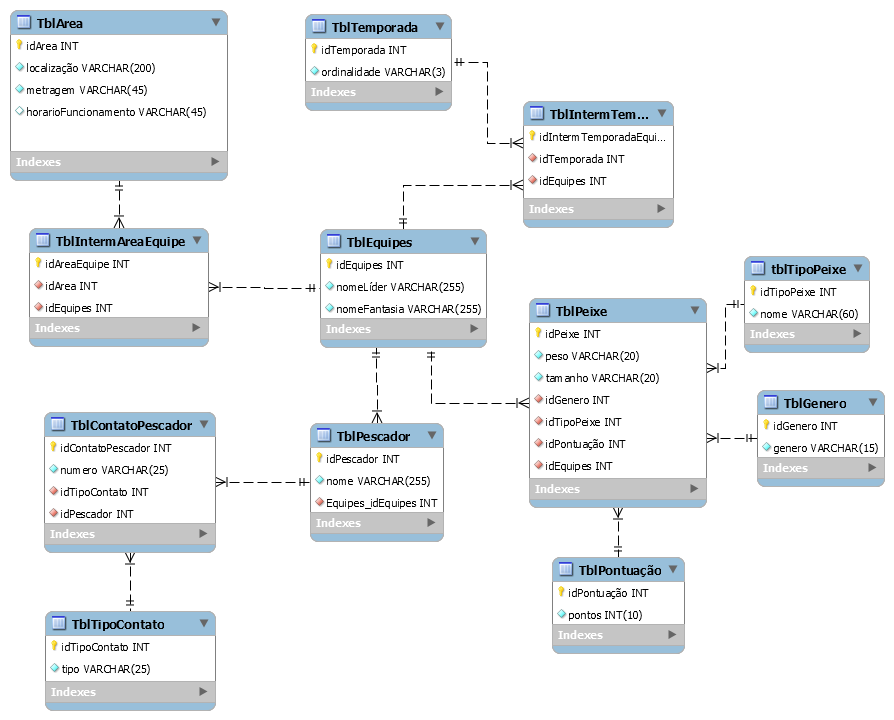 TblArea
idArea INT
localização VARCHAR(200)
metragem VARCHAR(45)
horarioFuncionamento VARCHAR(45)
Indexes
TblTemporada
idTemporada INT
ordinalidade VARCHAR(3)
Indexes
TblIntermTem...
idIntermTemporadaEqui...
idTemporada INT
idEquipes INT
Indexes
TblIntermAreaEquipe
idAreaEquipe INT
idArea INT
idEquipes INT
Indexes
TblEquipes
idEquipes INT
nomeLíder VARCHAR(255)
nomeFantasia VARCHAR(255)
Indexes
tblTipoPeixe
idTipoPeixe INT
nome VARCHAR(60)
Indexes
TblPeixe
idPeixe INT
peso VARCHAR(20)
tamanho VARCHAR(20)
idGenero INT
idTipoPeixe INT
idPontuação INT
idEquipes INT
Indexes
TblGenero
idGenero INT
genero VARCHAR(15)
Indexes
TblContatoPescador
idContatoPescador INT
numero VARCHAR(25)
idTipoContato INT
idPescador INT
Indexes
TblPescador
idPescador INT
nome VARCHAR(255)
Equipes_idEquipes INT
Indexes
TblPontuação
idPontuação INT
pontos INT(10)
Indexes
TblTipoContato
idTipoContato INT
tipo VARCHAR(25)
Indexes